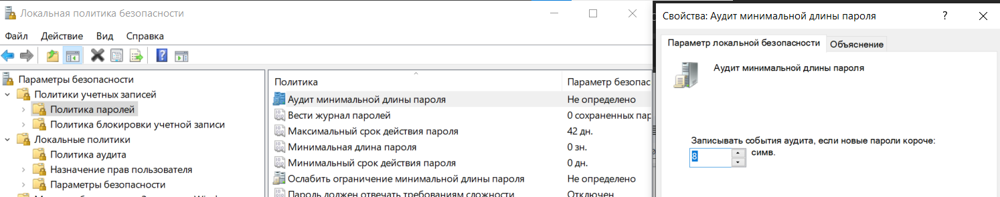 Локальная политика безопасности
Файл Действие Вид Справка
Параметры безопасности
Политики учетных записей
Политика паролей
Политика блокировки учетной записи
Локальные политики
Политика аудита
Назначение прав пользователя
Параметры безопасности
Политика Параметр безопас
Аудит минимальной длины пароля Не определено
Вести журнал паролей 0 сохраненных пар
Максимальный срок действия пароля 42 дн.
Минимальная длина пароля 0 зн.
Минимальный срок действия пароля 0 дн.
Ослабить ограничение минимальной длины пароля Не определено
Пароль должен отвечать требованиям сложности Отключен
Свойства: Аудит минимальной длины пароля
Параметр локальной безопасности Объяснение
Аудит минимальной длины пароля
Записывать события аудита, если новые пароли короче:
8 симв.